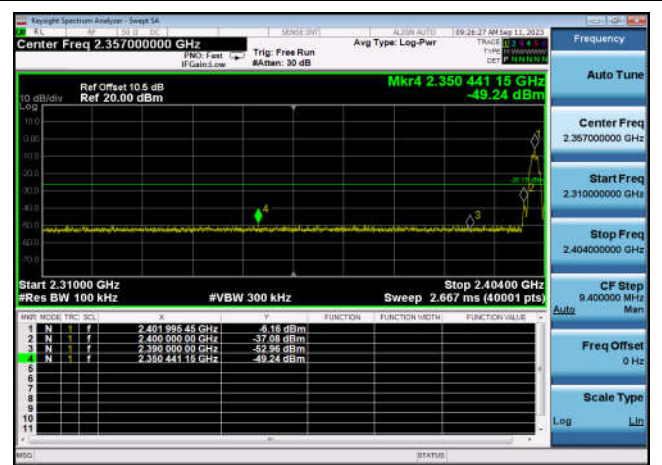 Keysight Spectrum Analyzer - Swept SA
RL RF 50 Ω DC SENSE:INT ALIGN AUTO 09:26:27 AM Sep 11, 2023
Center Freq 2.357000000 GHz
PNO: Fast
IFGain:Low
Trig: Free Run
#Atten: 30 dB
Avg Type: Log-Pwr
TRACE 1 2 3 4 5 6
TYPE M WWWWW
DET P N N N N N
Mkr4 2.350 441 15 GHz
-49.24 dBm
Ref Offset 10.5 dB
Ref 20.00 dBm
10 dB/div
Log
10.0
0.00
-10.0
-20.0
-30.0
-40.0
-50.0
-60.0
-70.0
1
2
3
4
Start 2.31000 GHz
Stop 2.40400 GHz
#Res BW 100 kHz
#VBW 300 kHz
Sweep 2.667 ms (40001 pts)
MKR MODE TRC SCL X Y FUNCTION FUNCTION WIDTH FUNCTION VALUE
1 N 1 f 2.401 995 45 GHz -6.16 dBm
2 N 1 f 2.400 000 00 GHz -37.08 dBm
3 N 1 f 2.390 000 00 GHz -52.96 dBm
4 N 1 f 2.350 441 15 GHz -49.24 dBm
5
6
7
8
9
10
11
MSG
STATUS
Frequency
Auto Tune
Center Freq
2.357000000 GHz
Start Freq
2.310000000 GHz
Stop Freq
2.404000000 GHz
CF Step
9.400000 MHz
Auto Man
Freq Offset
0 Hz
Scale Type
Log Lin